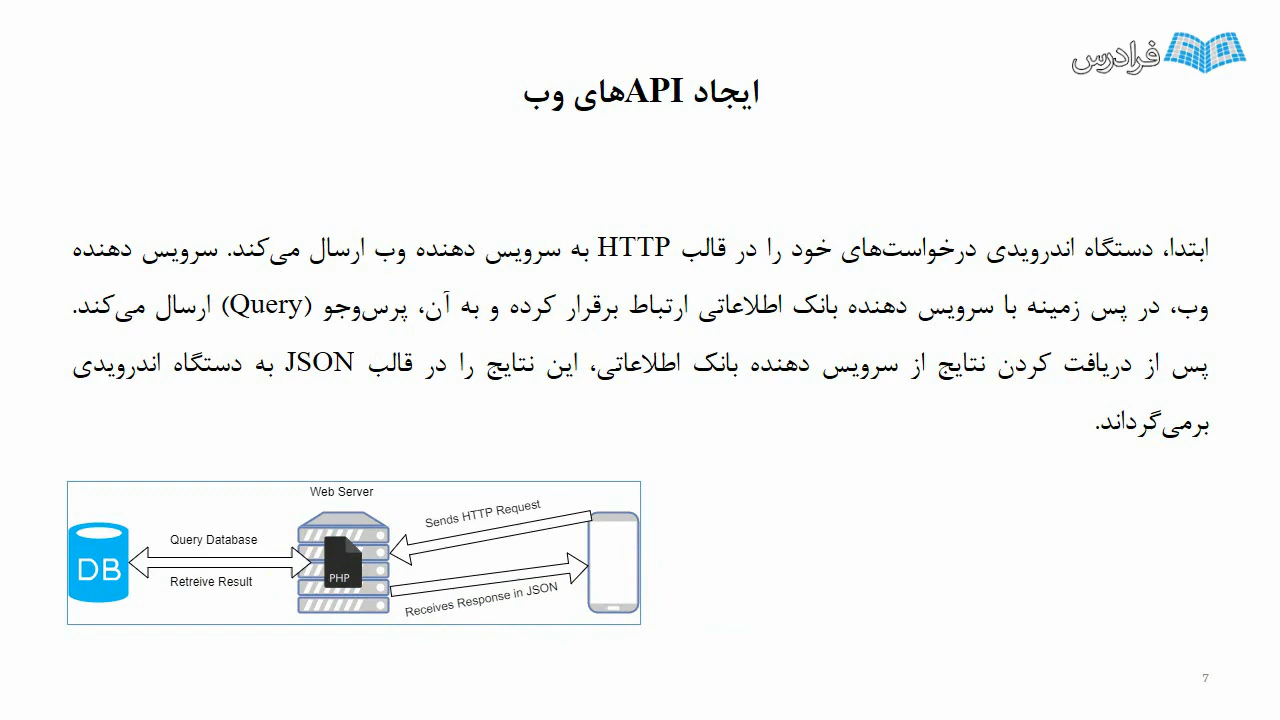 فرادرس
ایجاد APIهای وب
ابتدا، دستگاه اندرویدی درخواست‌های خود را در قالب HTTP به سرویس دهنده وب ارسال می‌کند. سرویس دهنده
وب، در پس زمینه با سرویس دهنده بانک اطلاعاتی ارتباط برقرار کرده و به آن، پرس‌وجو (Query) ارسال می‌کند.
پس از دریافت کردن نتایج از سرویس دهنده بانک اطلاعاتی، این نتایج را در قالب JSON به دستگاه اندرویدی
برمی‌گرداند.
Web Server
Sends HTTP Request
Query Database
DB
PHP
Retreive Result
Receives Response in JSON
7